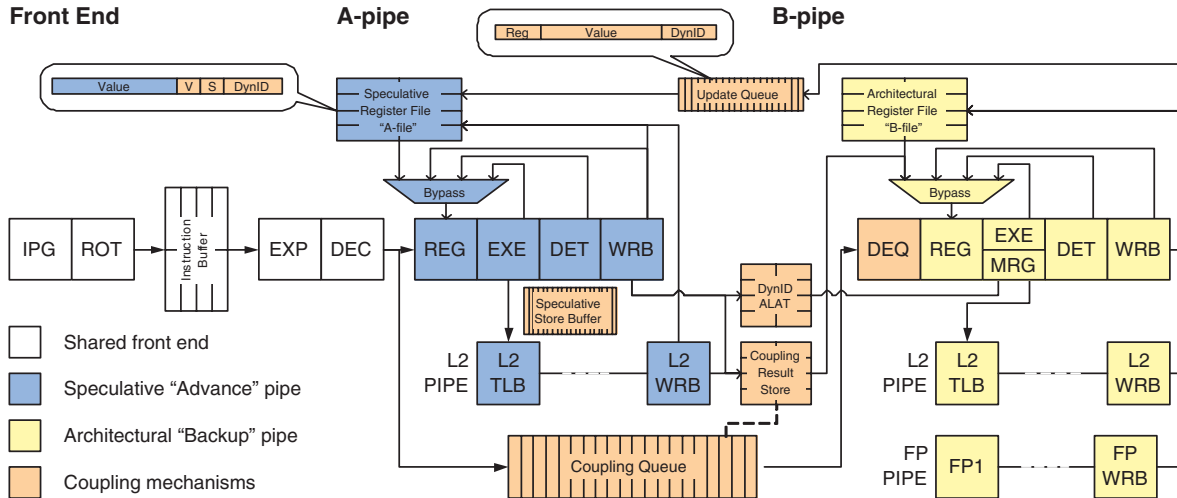 Front End
A-pipe
B-pipe
Reg Value DynID
Value V S DynID
Speculative
Register File
"A-file"
Update Queue
Architectural
Register File
"B-file"
Bypass
Bypass
IPG ROT
Instruction
Buffer
EXP DEC
REG EXE DET WRB
DEQ REG EXE DET WRB
MRG
Speculative
Store Buffer
DynID
ALAT
Shared front end
Speculative "Advance" pipe
Architectural "Backup" pipe
Coupling mechanisms
L2
PIPE
L2
TLB
L2
WRB
Coupling
Result
Store
L2
PIPE
L2
TLB
L2
WRB
Coupling Queue
FP
PIPE
FP1
FP
WRB